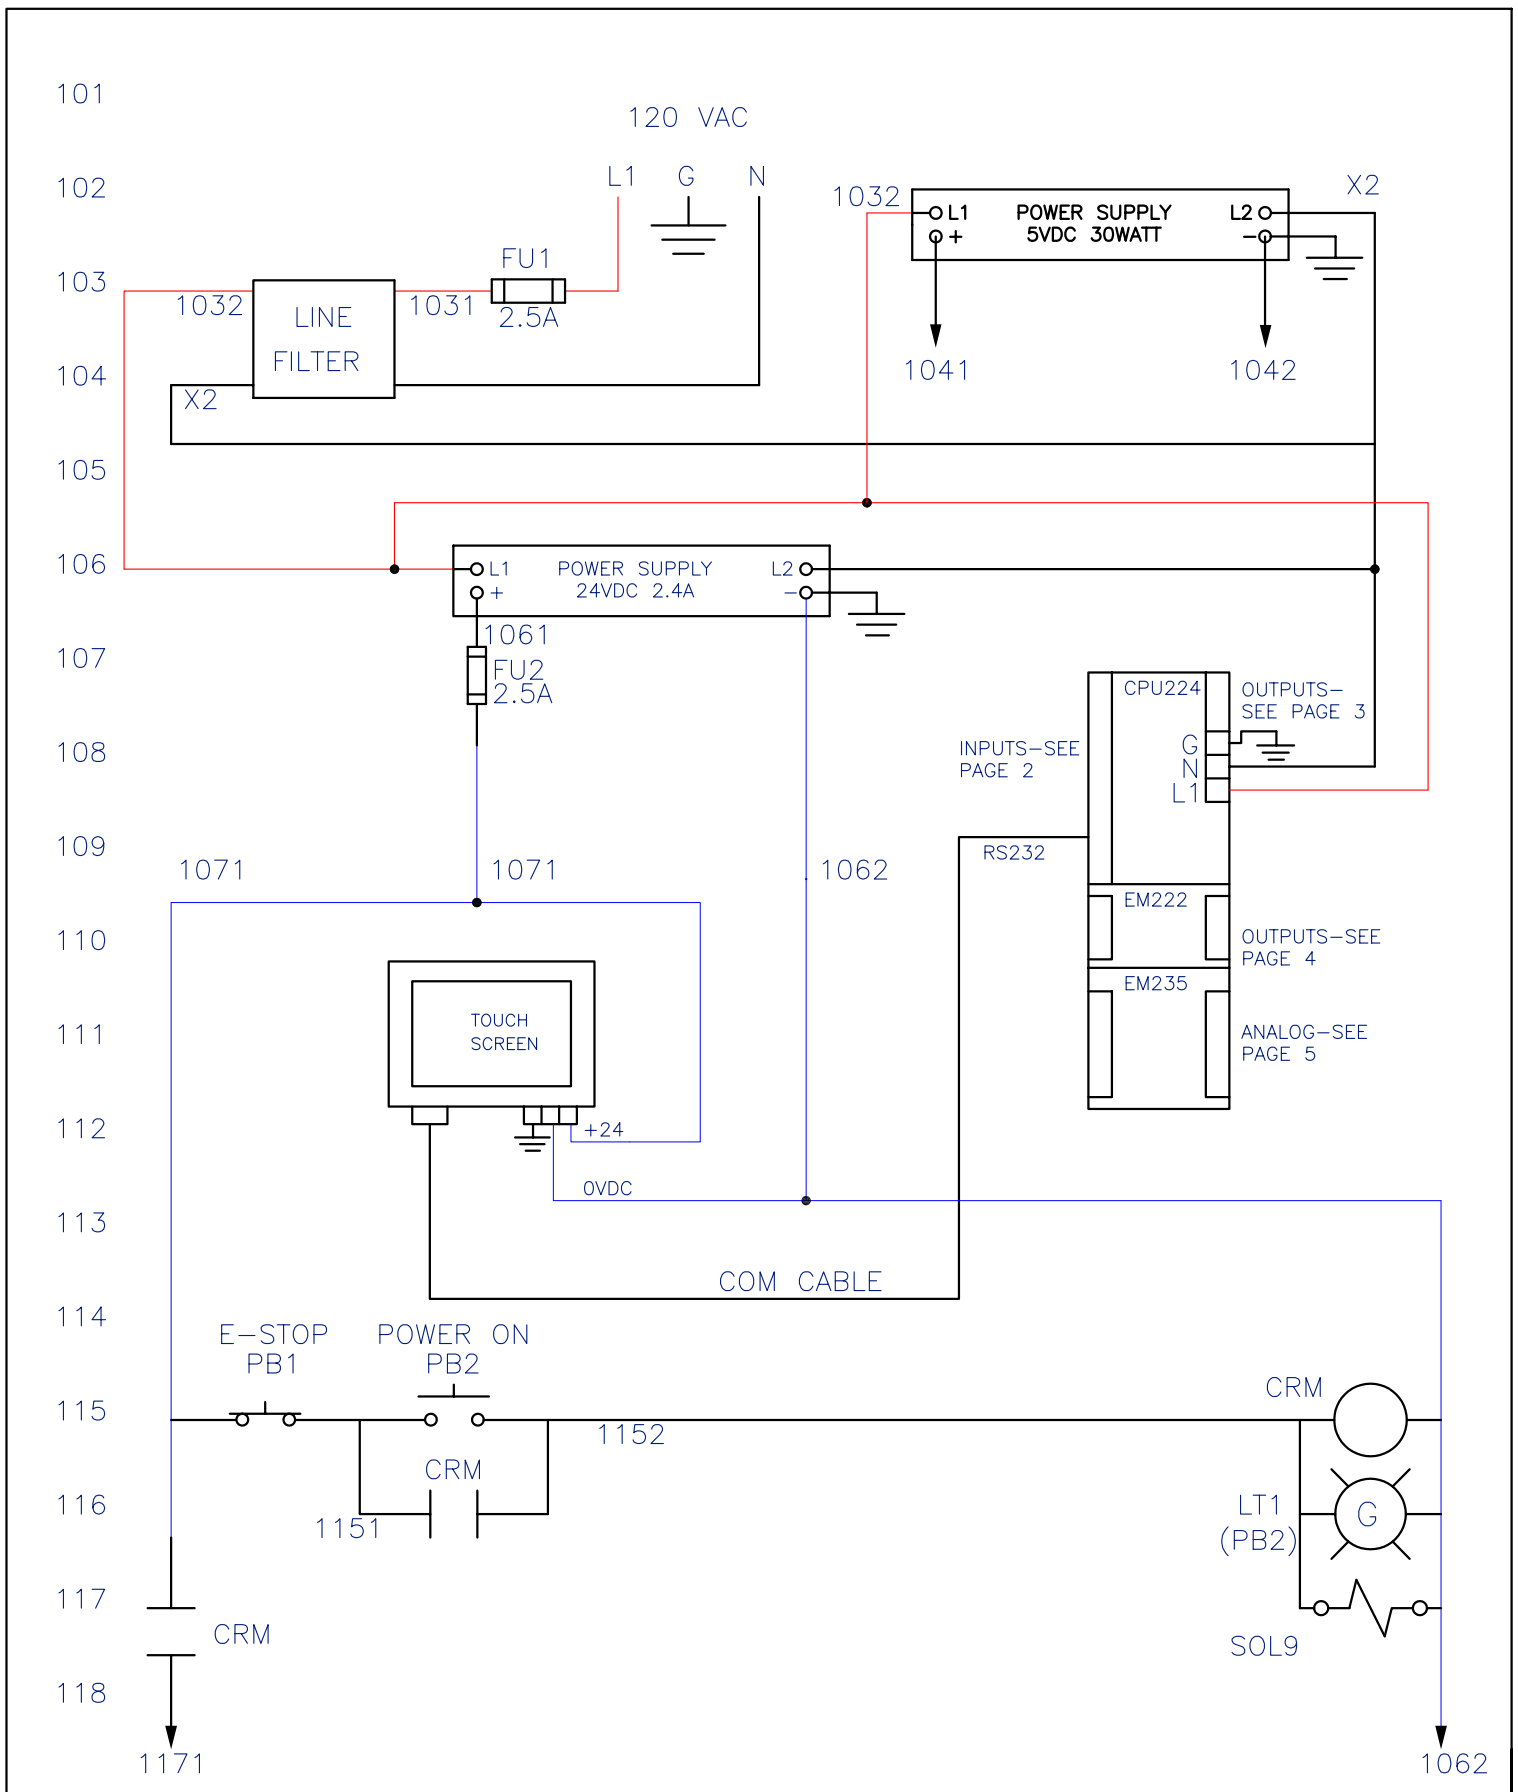 101
120 VAC
102
L1 G N
1032
L1 POWER SUPPLY L2
+ 5VDC 30WATT −
X2
103
FU1
1032
LINE
FILTER
1031
2.5A
104
X2
1041
1042
105
106
L1 POWER SUPPLY L2
+ 24VDC 2.4A −
1061
107
FU2
2.5A
CPU224
OUTPUTS−
SEE PAGE 3
108
INPUTS−SEE
PAGE 2
G
N
L1
109
1071
1071
1062
RS232
EM222
110
OUTPUTS−SEE
PAGE 4
EM235
111
TOUCH
SCREEN
ANALOG−SEE
PAGE 5
112
+24
0VDC
113
COM CABLE
114
E−STOP
PB1
POWER ON
PB2
CRM
115
1152
CRM
116
1151
LT1
(PB2)
G
117
CRM
SOL9
118
1171
1062